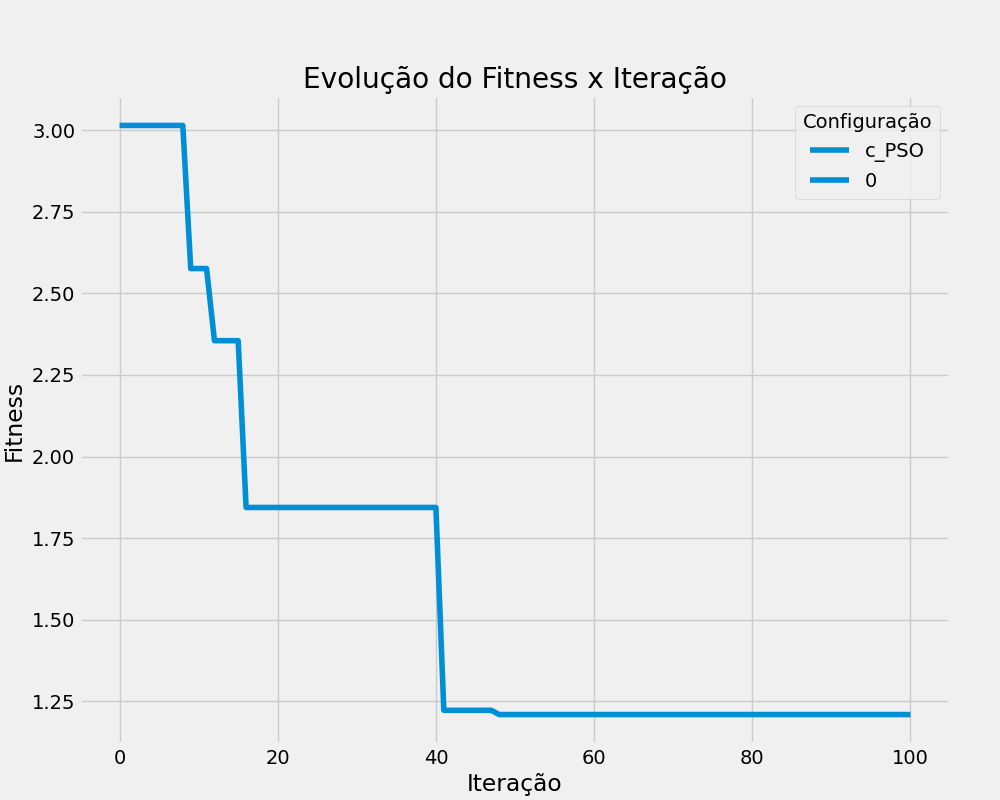 Evolução do Fitness x Iteração
Configuração
c_PSO
0
Fitness
3.00
2.75
2.50
2.25
2.00
1.75
1.50
1.25
0 20 40 60 80 100
Iteração